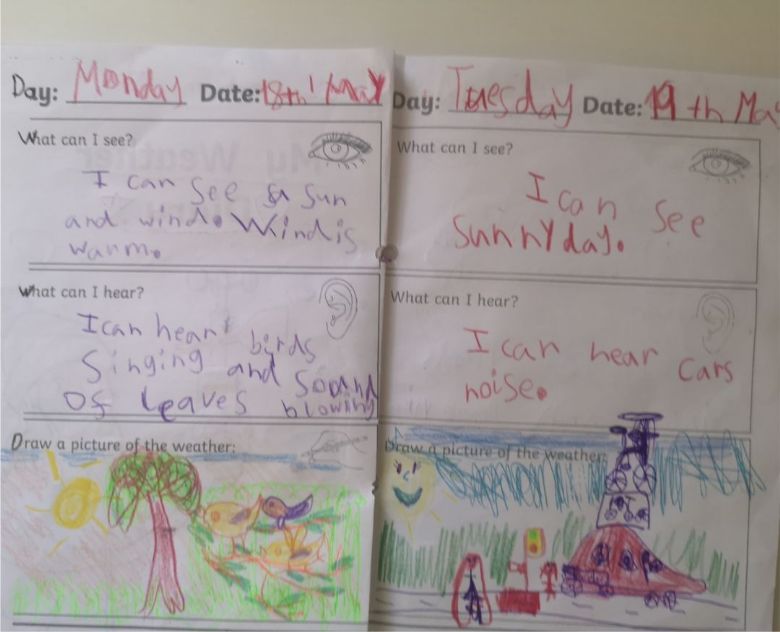 Day: Monday Date: 18th May
What can I see?
I can see a sun
and wind. Wind is
warm.
What can I hear?
I can hear birds
singing and sound
of leaves blowing
Draw a picture of the weather:
Day: Tuesday Date: 19th May
What can I see?
I can see
sunny day.
What can I hear?
I can hear cars
noise.
Draw a picture of the weather: